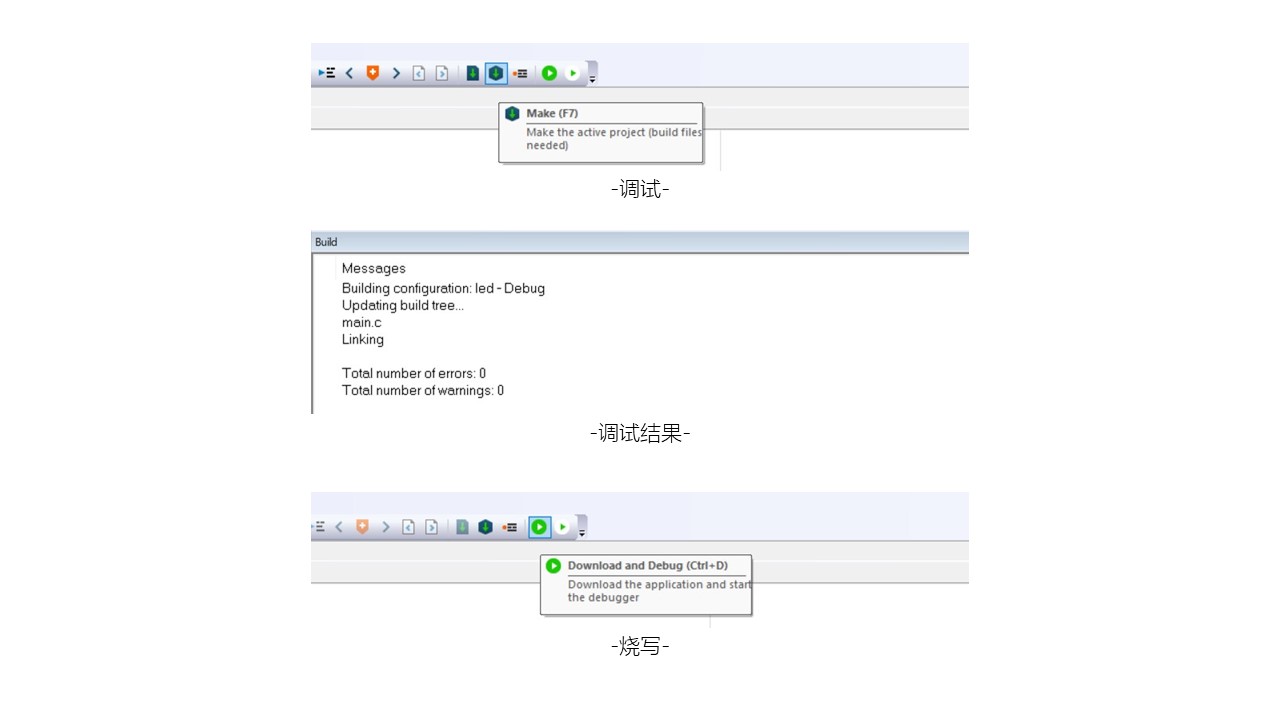 Make (F7)
Make the active project (build files
needed)
-调试-
Build
Messages
Building configuration: led - Debug
Updating build tree...
main.c
Linking
Total number of errors: 0
Total number of warnings: 0
-调试结果-
Download and Debug (Ctrl+D)
Download the application and start
the debugger
-烧写-